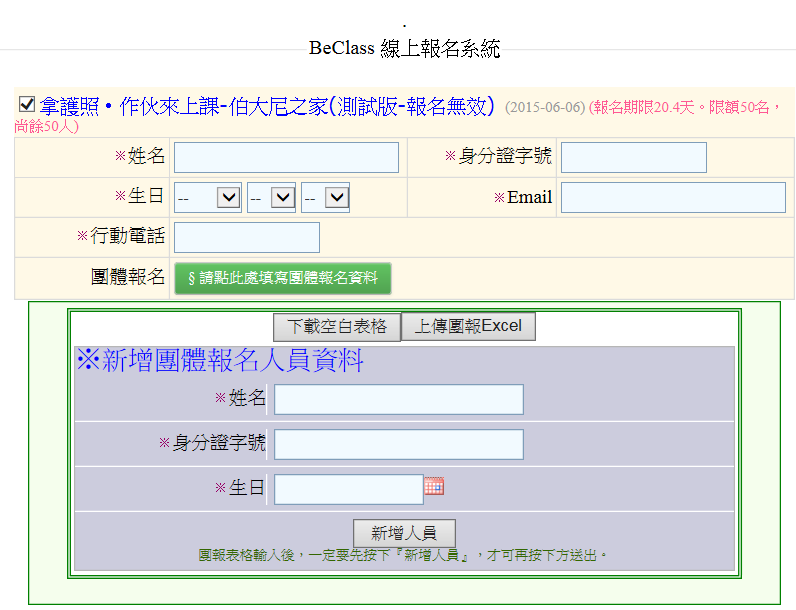 .
BeClass 線上報名系統
拿護照‧作伙來上課-伯大尼之家(測試版-報名無效) (2015-06-06) (報名期限20.4天。限額50名，
尚餘50人)
※姓名 ※身分證字號
※生日 -- -- -- ※Email
※行動電話
團體報名 § 請點此處填寫團體報名資料
下載空白表格 上傳團報Excel
※新增團體報名人員資料
※姓名
※身分證字號
※生日
新增人員
團報表格輸入後，一定要先按下『新增人員』，才可再按下方送出。